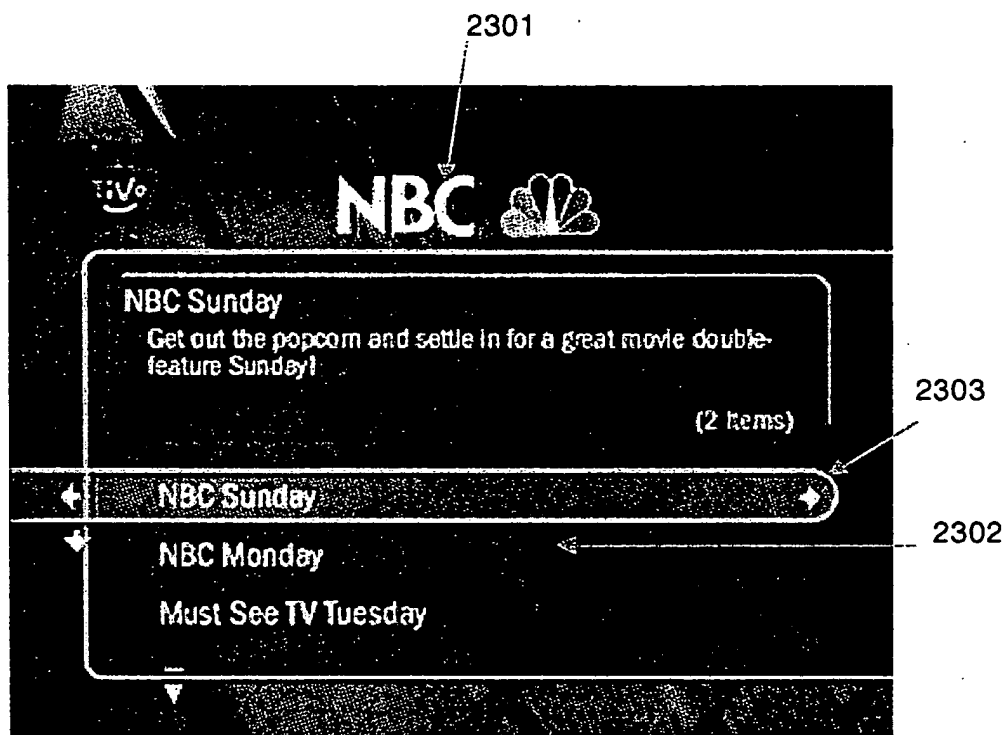 2301
TiVo
NBC
NBC Sunday
Get out the popcorn and settle in for a great movie double-
feature Sunday!
(2 items)
2303
NBC Sunday
2302
NBC Monday
Must See TV Tuesday